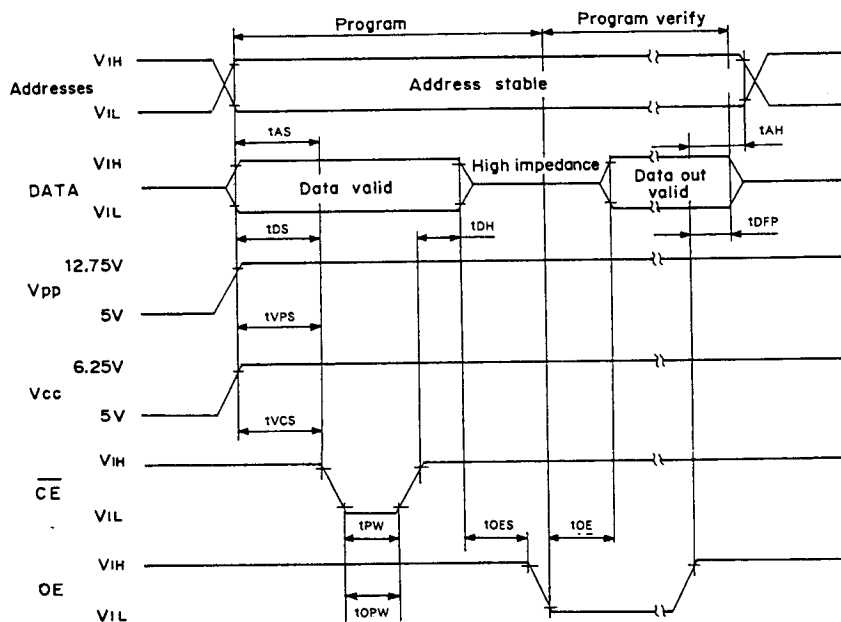 Program
Program verify
VIH
Addresses
Address stable
VIL
tAS
tAH
VIH
High impedance
DATA
Data valid
Data out
valid
VIL
tDS
tDH
tDFP
12.75V
Vpp
5V
tVPS
6.25V
Vcc
5V
tVCS
VIH
CE
VIL
tPW
tOES
tOE
VIH
OE
VIL
tOPW